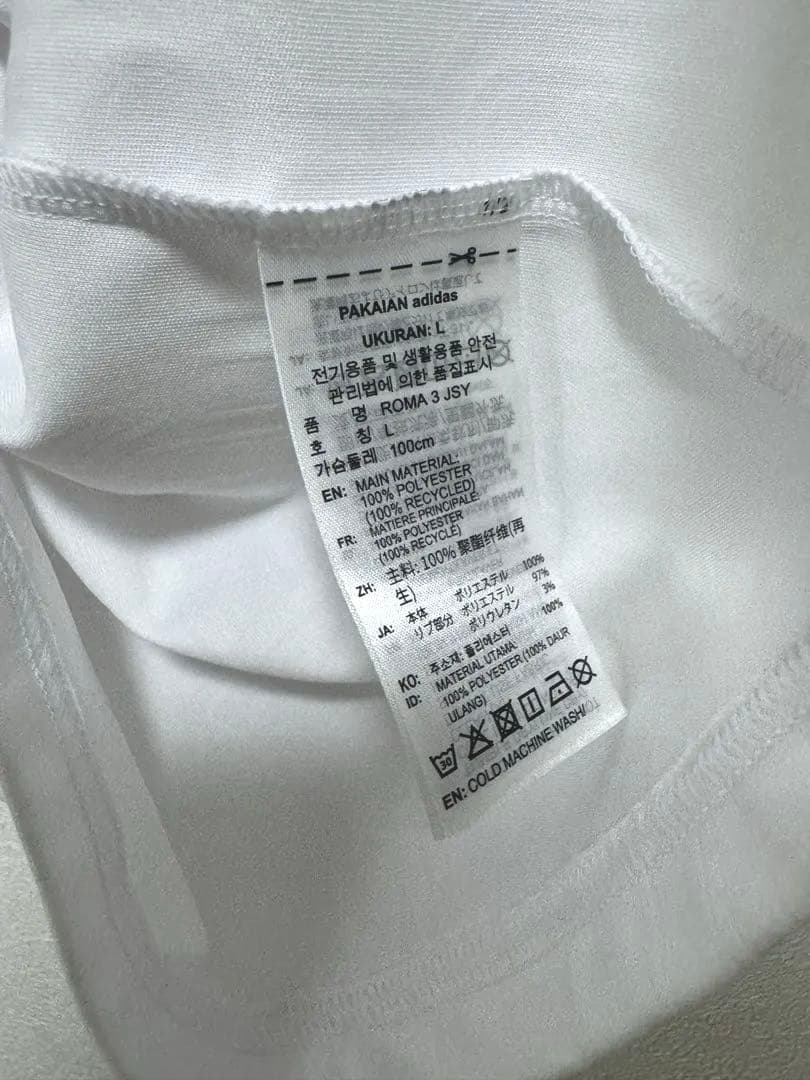 PAKAIAN adidas
UKURAN: L
전기용품 및 생활용품 안전
관리법에 의한 품질표시
품 명 ROMA 3 JSY
호 칭 L
가슴둘레 100cm
EN: MAIN MATERIAL:
100% POLYESTER
(100% RECYCLED)
FR: MATIERE PRINCIPALE:
100% POLYESTER
(100% RECYCLÉ)
ZH: 主料: 100% 聚酯纤维(再
生)
JA: 本体 ポリエステル 100%
リブ部分 ポリエステル 97%
ポリウレタン 3%
KO: 주소재: 폴리에스터 100%
ID: MATERIAL UTAMA:
100% POLYESTER (100% DAUR
ULANG)
30
EN: COLD MACHINE WASH/